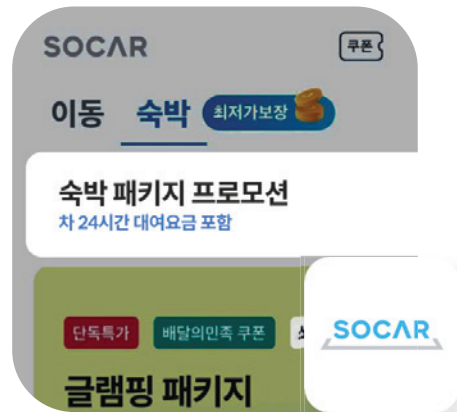 SOCAR 쿠폰
이동 숙박 최저가보장
숙박 패키지 프로모션
차 24시간 대여요금 포함
단독특가 배달의민족 쿠폰
글램핑 패키지
SOCAR